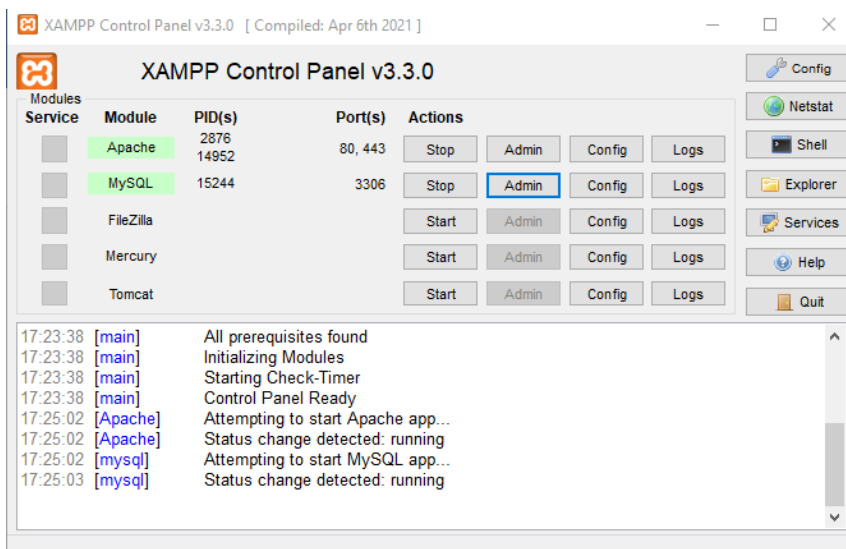 XAMPP Control Panel v3.3.0 [ Compiled: Apr 6th 2021 ]
XAMPP Control Panel v3.3.0
Config
Modules
Service Module PID(s) Port(s) Actions
Netstat
Apache 2876 14952 80, 443 Stop Admin Config Logs
Shell
MySQL 15244 3306 Stop Admin Config Logs
Explorer
FileZilla Start Admin Config Logs
Services
Mercury Start Admin Config Logs
Help
Tomcat Start Admin Config Logs
Quit
17:23:38 [main] All prerequisites found
17:23:38 [main] Initializing Modules
17:23:38 [main] Starting Check-Timer
17:23:38 [main] Control Panel Ready
17:25:02 [Apache] Attempting to start Apache app...
17:25:02 [Apache] Status change detected: running
17:25:02 [mysql] Attempting to start MySQL app...
17:25:03 [mysql] Status change detected: running